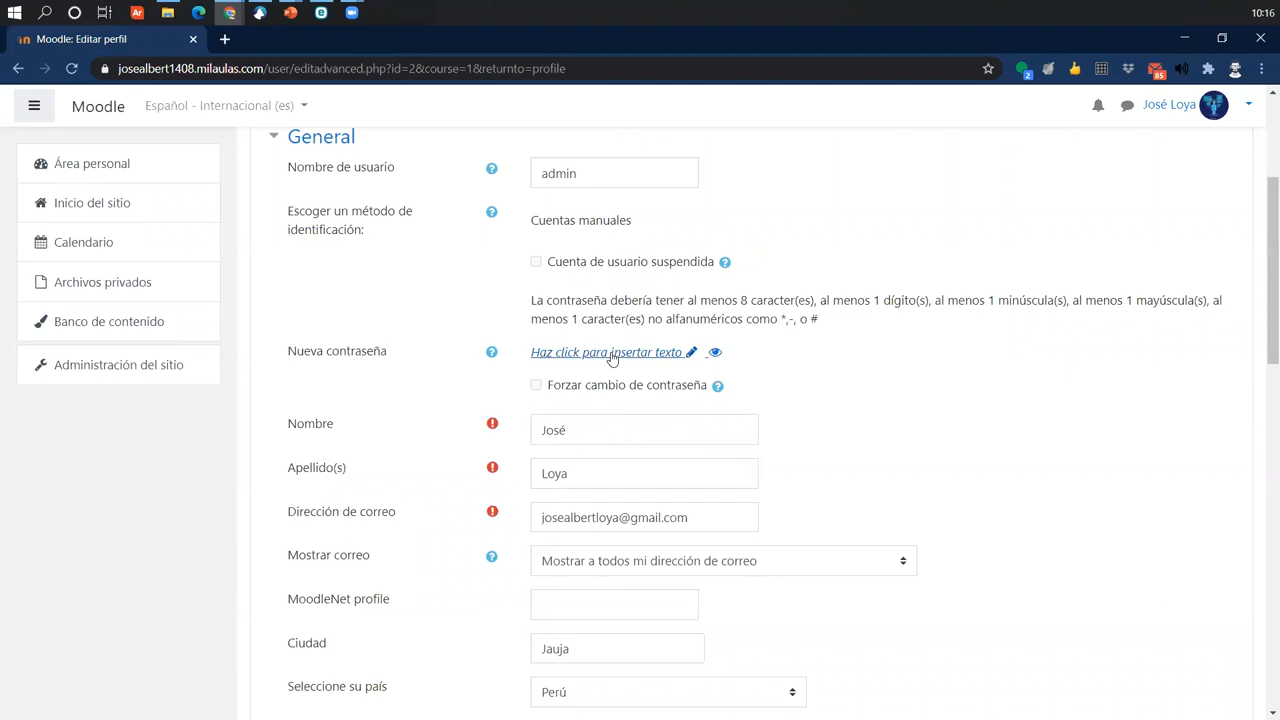 10:16
Moodle: Editar perfil
josealbert1408.milaulas.com/user/editadvanced.php?id=2&course=1&returnto=profile
2
85
Moodle
Español - Internacional (es)
José Loya
Área personal
Inicio del sitio
Calendario
Archivos privados
Banco de contenido
Administración del sitio
General
Nombre de usuario
admin
Escoger un método de
identificación:
Cuentas manuales
Cuenta de usuario suspendida
La contraseña debería tener al menos 8 caracter(es), al menos 1 dígito(s), al menos 1 minúscula(s), al menos 1 mayúscula(s), al
menos 1 caracter(es) no alfanuméricos como *,-, o #
Nueva contraseña
Haz click para insertar texto
Forzar cambio de contraseña
Nombre
José
Apellido(s)
Loya
Dirección de correo
josealbertloya@gmail.com
Mostrar correo
Mostrar a todos mi dirección de correo
MoodleNet profile
Ciudad
Jauja
Seleccione su país
Perú